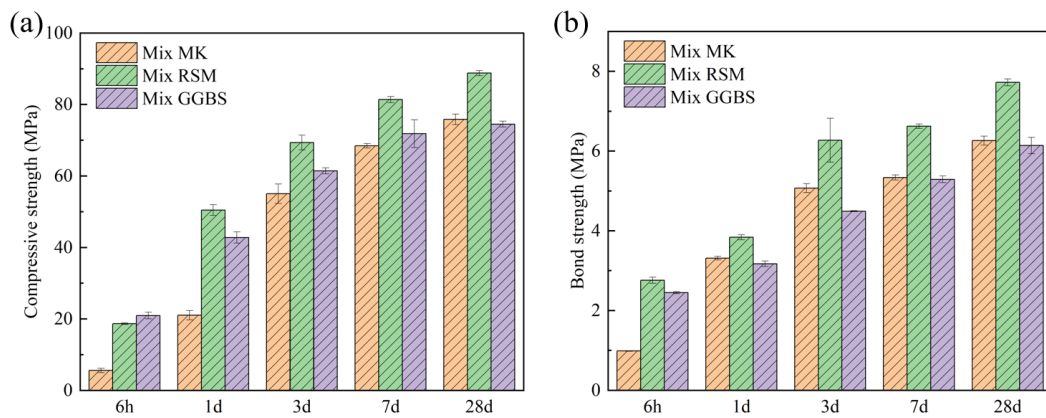 (a)
Compressive strength (MPa)
100
80
60
40
20
0
Mix MK
Mix RSM
Mix GGBS
6h 1d 3d 7d 28d
(b)
Bond strength (MPa)
8
6
4
2
0
Mix MK
Mix RSM
Mix GGBS
6h 1d 3d 7d 28d